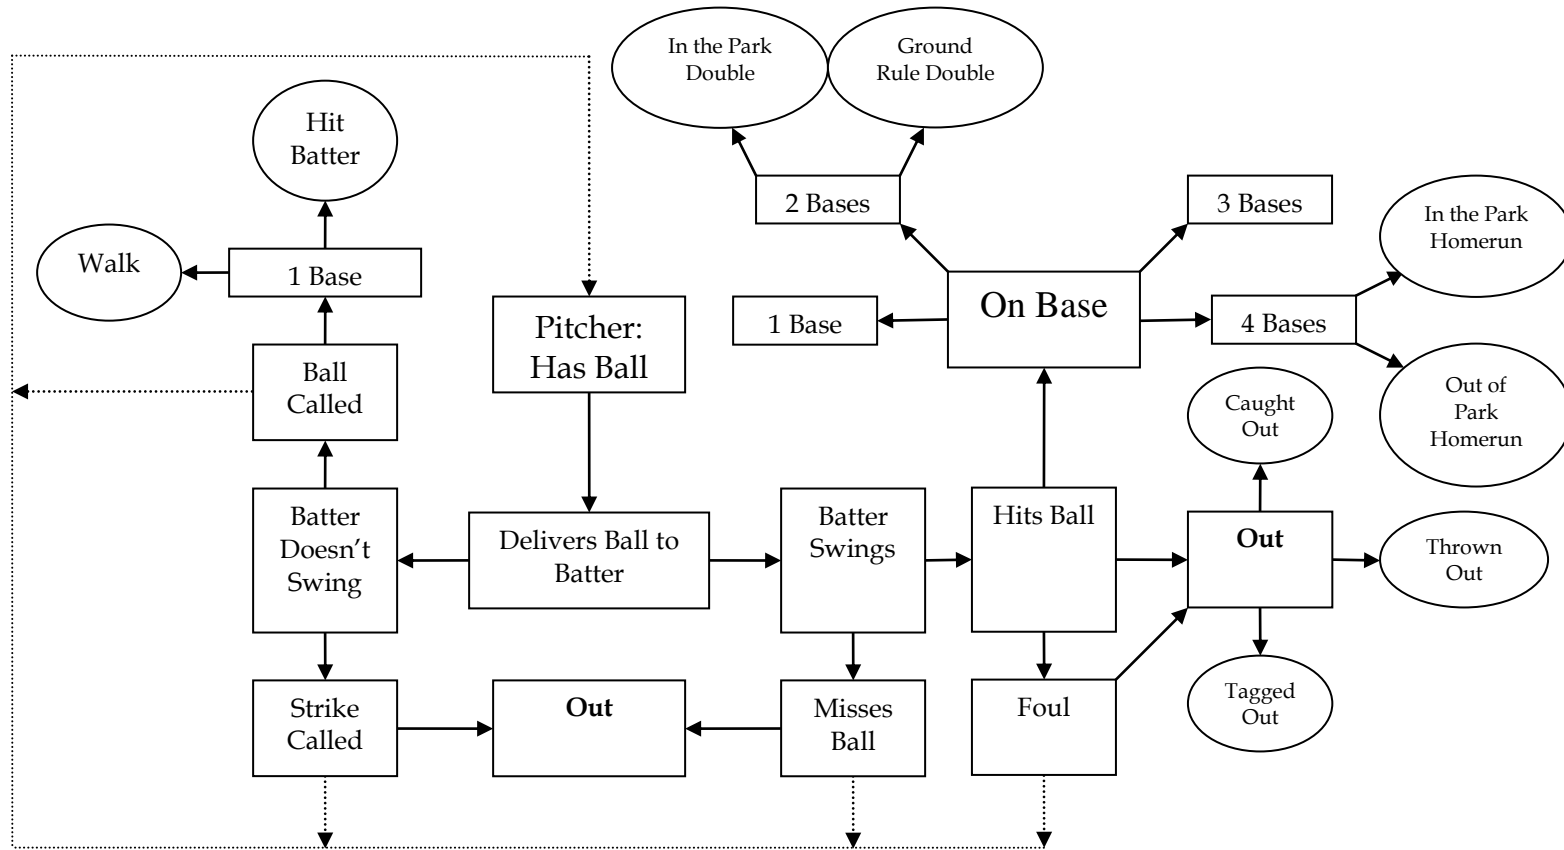 In the Park
Double
Ground
Rule Double
Hit
Batter
2 Bases
3 Bases
In the Park
Homerun
Walk
1 Base
Pitcher:
Has Ball
1 Base
On Base
4 Bases
Ball
Called
Caught
Out
Out of
Park
Homerun
Batter
Doesn’t
Swing
Delivers Ball to
Batter
Batter
Swings
Hits Ball
Out
Thrown
Out
Strike
Called
Out
Misses
Ball
Foul
Tagged
Out